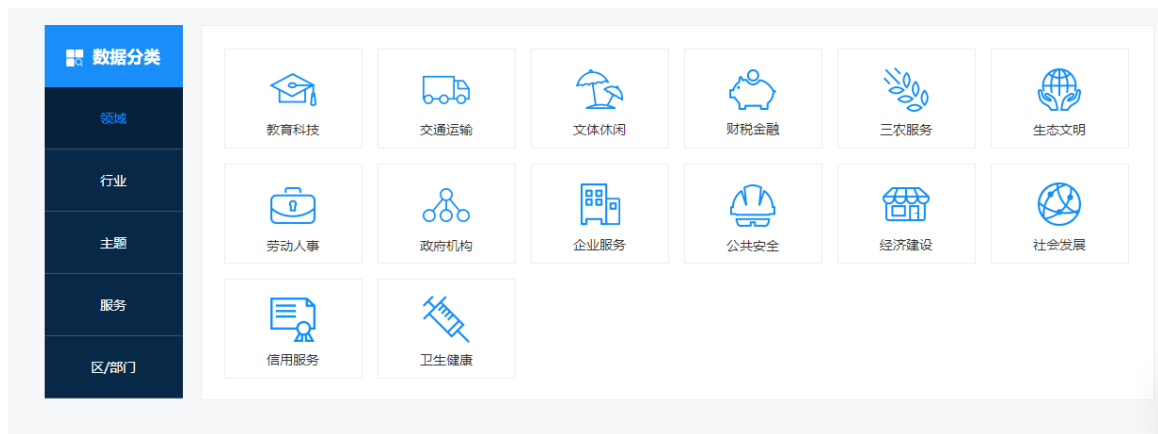 数据分类
领域
行业
主题
服务
区/部门
教育科技
交通运输
文体休闲
财税金融
三农服务
生态文明
劳动人事
政府机构
企业服务
公共安全
经济建设
社会发展
信用服务
卫生健康